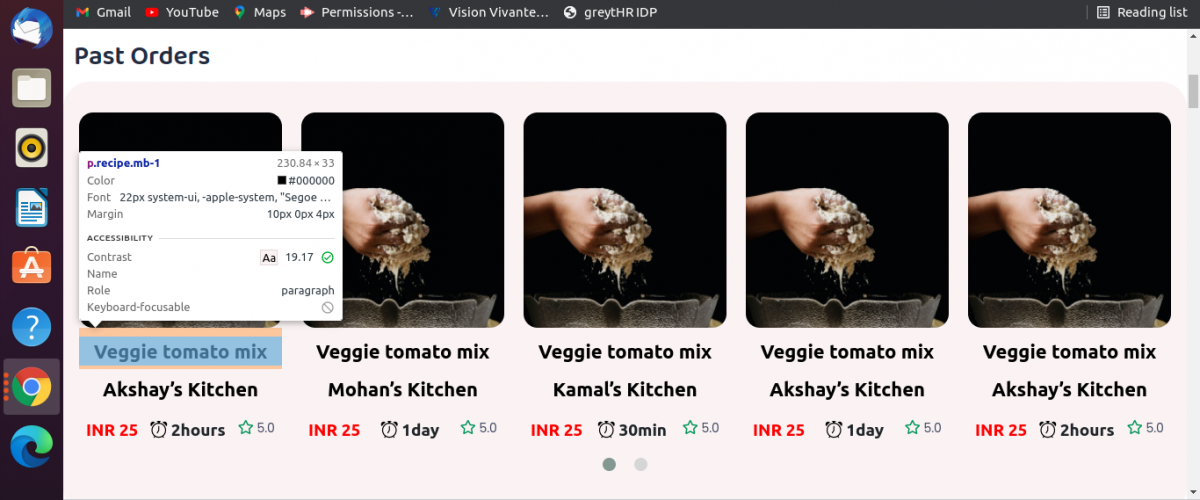 Gmail YouTube Maps Permissions -... Vision Vivante... greytHR IDP Reading list
Past Orders
p.recipe.mb-1 230.84 × 33
Color #000000
Font 22px system-ui, -apple-system, "Segoe ...
Margin 10px 0px 4px
ACCESSIBILITY
Contrast Aa 19.17
Name
Role paragraph
Keyboard-focusable
Veggie tomato mix Veggie tomato mix Veggie tomato mix Veggie tomato mix Veggie tomato mix
Akshay’s Kitchen Mohan’s Kitchen Kamal’s Kitchen Akshay’s Kitchen Akshay’s Kitchen
INR 25 2hours 5.0 INR 25 1day 5.0 INR 25 30min 5.0 INR 25 1day 5.0 INR 25 2hours 5.0